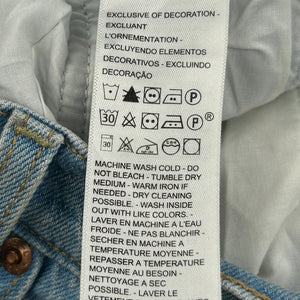 EXCLUSIVE OF DECORATION -
EXCLUANT
L'ORNEMENTATION -
EXCLUYENDO ELEMENTOS
DECORATIVOS - EXCLUINDO
DECORAÇÃO
30 P ®
30
MACHINE WASH COLD - DO
NOT BLEACH - TUMBLE DRY
MEDIUM - WARM IRON IF
NEEDED - DRY CLEANING
POSSIBLE. - WASH INSIDE
OUT WITH LIKE COLORS. -
LAVER EN MACHINE A L'EAU
FROIDE - NE PAS BLANCHIR -
SECHER EN MACHINE A
TEMPERATURE MOYENNE -
REPASSER A TEMPERATURE
MOYENNE AU BESOIN -
NETTOYAGE A SEC
POSSIBLE. - LAVER LE